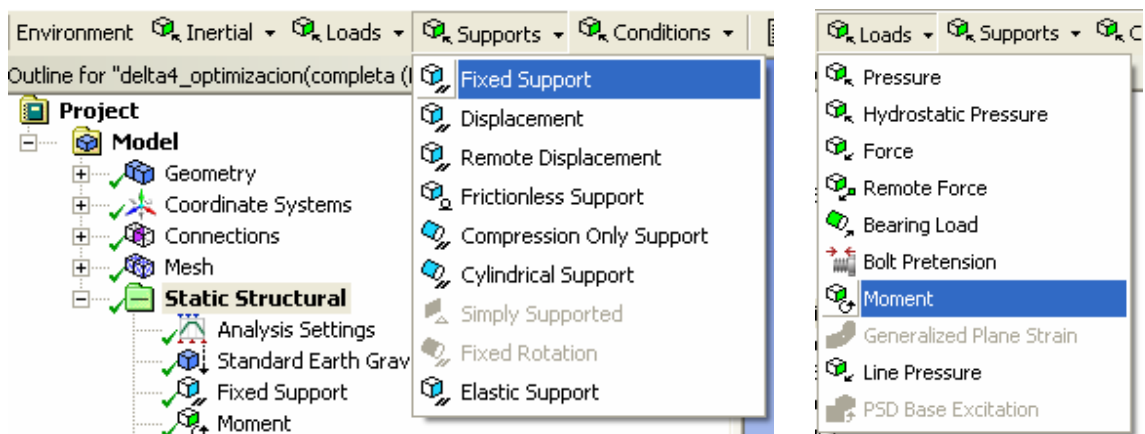 Environment Inertial Loads Supports Conditions
Outline for "delta4_optimizacion(completa (
Project
Model
Geometry
Coordinate Systems
Connections
Mesh
Static Structural
Analysis Settings
Standard Earth Grav
Fixed Support
Moment
Fixed Support
Displacement
Remote Displacement
Frictionless Support
Compression Only Support
Cylindrical Support
Simply Supported
Fixed Rotation
Elastic Support
Loads Supports C
Pressure
Hydrostatic Pressure
Force
Remote Force
Bearing Load
Bolt Pretension
Moment
Generalized Plane Strain
Line Pressure
PSD Base Excitation